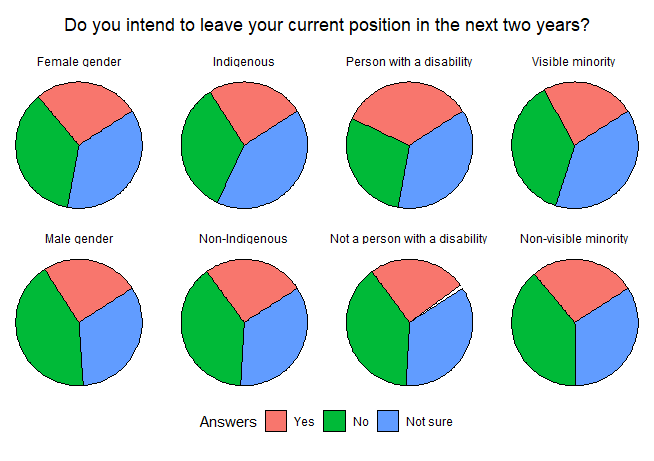 Do you intend to leave your current position in the next two years?
Female gender
Indigenous
Person with a disability
Visible minority
Male gender
Non-Indigenous
Not a person with a disability
Non-visible minority
Answers Yes No Not sure